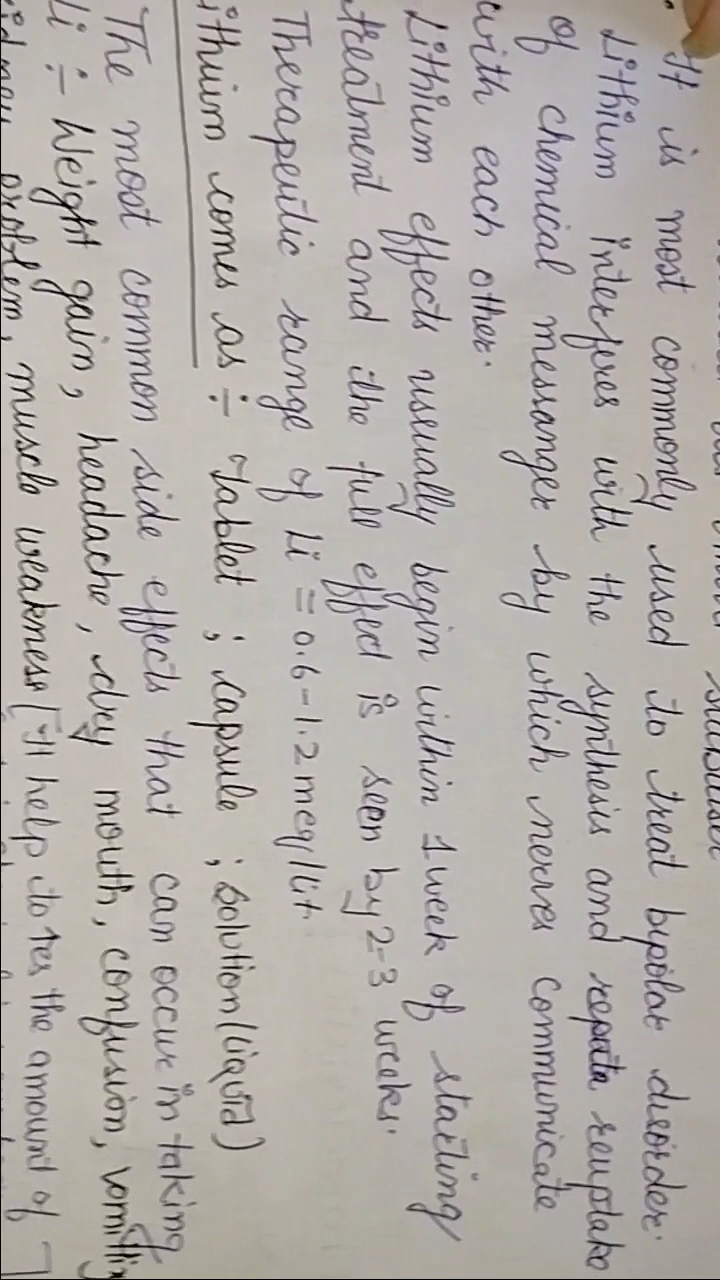 It is most commonly used to treat bipolar disorder.
Lithium interferes with the synthesis and repata reuptake
of chemical messanger by which nerves communicate
with each other.
Lithium effects usually begin within 1 week of starting
treatment and the full effect is seen by 2-3 weeks.
Therapeutic range of Li = 0.6-1.2 meq/lit.
ithium comes as ÷ Tablet ; capsule ; solution (liquid)
The most common side effects that can occur in taking
Li ÷ Weight gain, headache, dry mouth, confusion, vomitin
problem, muscle weakness [It help to the amount of ]